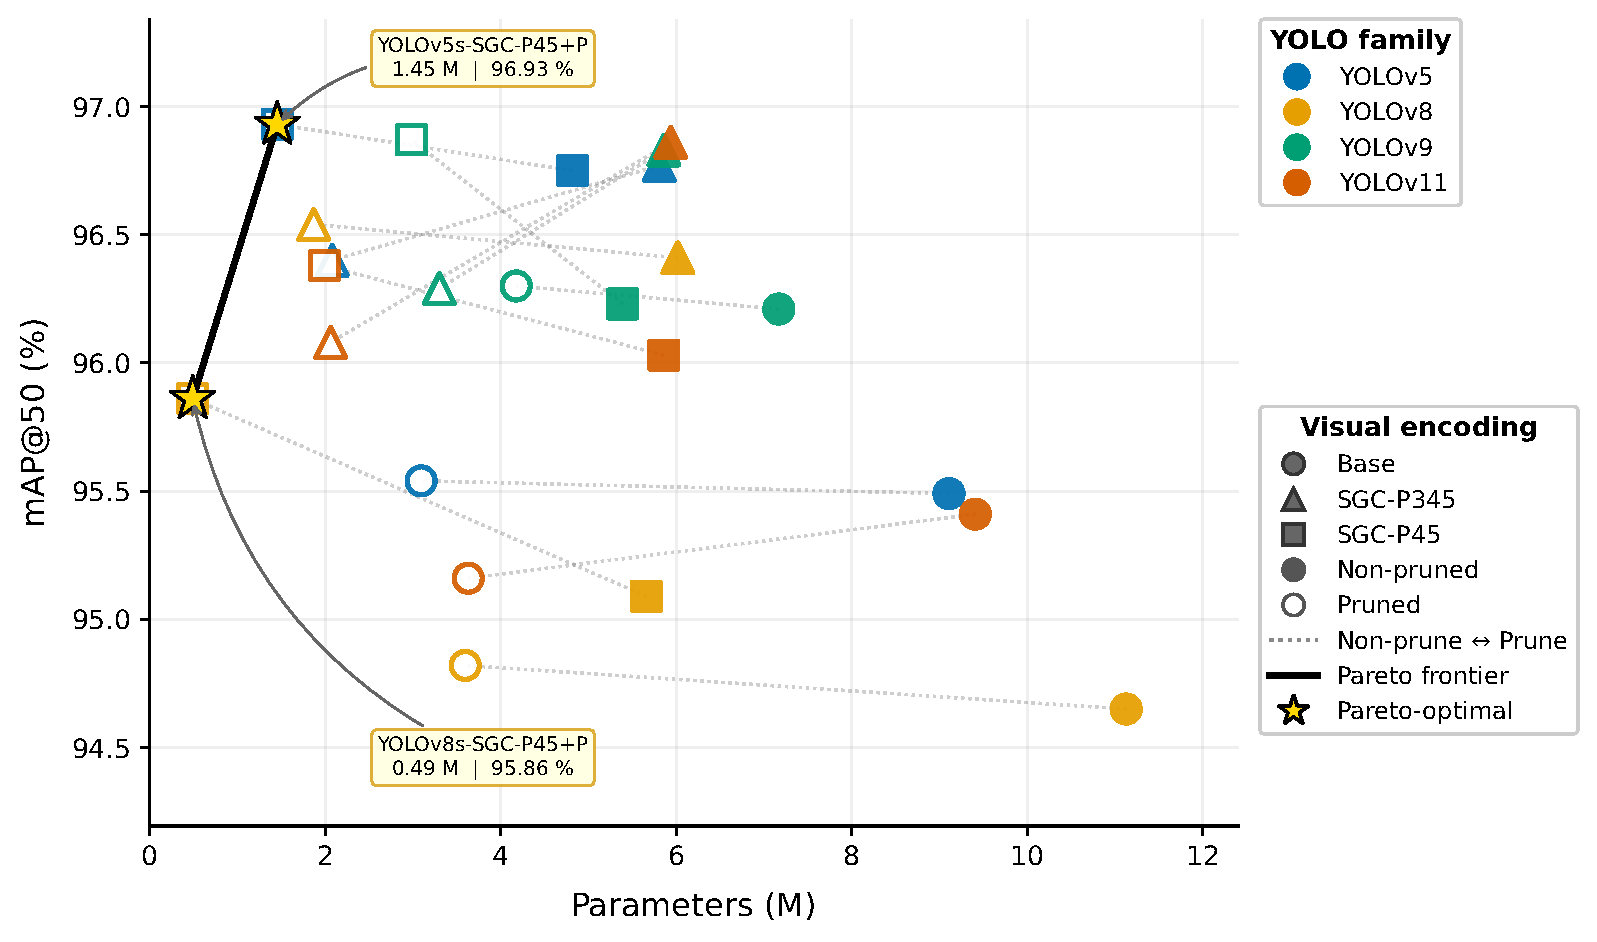 YOLOv5s-SGC-P45+P
1.45 M | 96.93 %
YOLOv8s-SGC-P45+P
0.49 M | 95.86 %
mAP@50 (%)
97.0
96.5
96.0
95.5
95.0
94.5
0 2 4 6 8 10 12
Parameters (M)
YOLO family
YOLOv5
YOLOv8
YOLOv9
YOLOv11
Visual encoding
Base
SGC-P345
SGC-P45
Non-pruned
Pruned
Non-prune ↔ Prune
Pareto frontier
Pareto-optimal